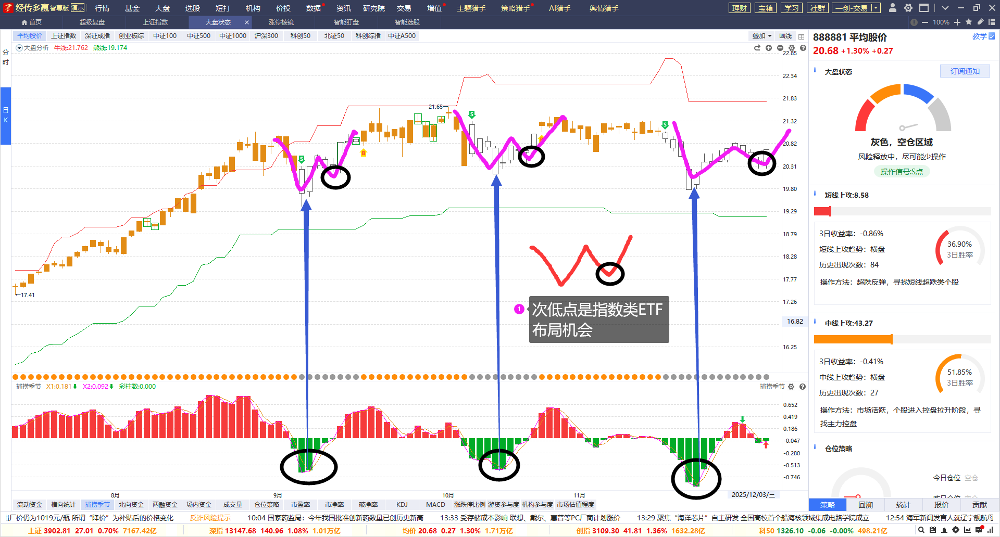 经传多赢 智尊版 演示 行情 基金 大盘 选股 短打 机构 价投 数据 资讯 研究院 交易 增值 主题猎手 策略猎手 AI猎手 舆情猎手 理财 宝箱 学习 社群 一创-交易
首页 超级复盘 上证指数 大盘状态 × 涨停棱镜 智能盯盘 智能选股 100%
平均股价 上证指数 深证成指 创业板综 中证100 中证500 中证1000 沪深300 科创50 北证50 科创综指 中证A500 叠加 画线
分时
日K
大盘分析 牛线:21.762 熊线:19.174
22.85
22.34
21.83
21.32
20.82
20.31
19.80
19.29
18.79
18.28
17.77
17.26
16.82
16.25
21.65
S
S
S
B
B
17.41
1
次低点是指数类ETF
布局机会
捕捞季节 X1:0.181 X2:0.092 彩柱数:0.000 捕捞季节
0.652
0.419
0.186
-0.047
-0.280
-0.513
-0.746
8月 9月 10月 11月 2025/12/03/三
流动资金 横向统计 捕捞季节 北向资金 两融资金 场内资金 成交量 仓位策略 市盈率 市净率 破净率 KDJ MACD 涨跌停比例 游资参与度 机构参与度 市场估值程度
888881 平均股价 教学
20.68 +1.30% +0.27
大盘状态 订阅通知
灰色，空仓区域
风险释放中，尽可能少操作
操作信号:S点
短线上攻:8.58
3日收益率：-0.86%
短线上攻趋势：横盘
历史出现次数：84
36.90%
3日胜率
操作方法：超跌反弹，寻找短线超跌类个股
中线上攻:43.27
3日收益率：-0.41%
中线上攻趋势：横盘
历史出现次数：27
51.85%
3日胜率
操作方法：市场活跃，个股进入控盘拉升阶段，寻
找主力控盘
仓位策略
今日仓位 空仓
昨日仓位 空仓
策略 回溯 统计 报价 贡献
出厂价仍为1019元/瓶 所谓“降价”为补贴后的价格变化 反诈风险提示 10:04 国家药监局：今年我国批准创新药数量已创历史新高 13:33 受存储成本影响 联想、戴尔、惠普等PC厂商计划涨价 13:29 聚焦“海洋芯片”自主研发 全国高校首个船海核领域集成电路学院成立 12:54 海军新闻发言人就辽宁舰航母
上证 3902.81 27.01 0.70% 7167.42亿 深指 13147.68 140.96 1.08% 1.01万亿 均价 20.68 0.27 1.30% 1.71万亿 创指 3109.30 41.81 1.36% 1632.28亿 科50 1326.10 -0.06 -0.00% 498.21亿